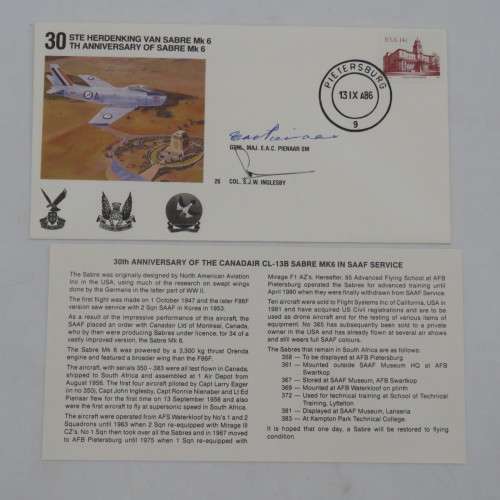 30 STE HERDENKING VAN SABRE Mk 6
TH ANNIVERSARY OF SABRE Mk 6
RSA 14c
PIETERSBURG
13 IX A86
9
GENL. MAJ. E.A.C. PIENAAR SM
26 COL. S.J.W. INGLESBY
30th ANNIVERSARY OF THE CANADAIR CL-13B SABRE MK6 IN SAAF SERVICE
The Sabre was originally designed by North American Aviation
Inc in the USA, using much of the research on swept wings
done by the Germans in the latter part of WW II.
The first flight was made on 1 October 1947 and the later F86F
version saw service with 2 Sqn SAAF in Korea in 1953.
As a result of the impressive performance of this aircraft, the
SAAF placed an order with Canadair Ltd of Montreal, Canada,
who by then were producing Sabres under licence, for 34 of a
vastly improved version, the Sabre Mk 6.
The Sabre Mk 6 was powered by a 3,300 kg thrust Orenda
engine and featured a broader wing than the F86F.
The aircraft, with serials 350 - 383 were all test flown in Canada,
shipped to South Africa and assembled at 1 Air Depot from
August 1956. The first four aircraft piloted by Capt Larry Eager
(in no 350), Capt John Inglesby, Capt Ronnie Nienaber and Lt Ed
Pienaar flew for the first time on 13 September 1956 and also
were the first aircraft to fly at supersonic speed in South Africa.
The aircraft were operated from AFS Waterkloof by No's 1 and 2
Squadrons until 1963 when 2 Sqn re-equipped with Mirage III
CZ's. No 1 Sqn then took over all the Sabres and in 1967 moved
to AFB Pietersburg until 1975 when 1 Sqn re-equipped with
Mirage F1 AZ's. Hereafter, 85 Advanced Flying School at AFB
Pietersburg operated the Sabres for advanced training until
April 1980 when they were finally withdrawn from SAAF Service.
Ten aircraft were sold to Flight Systems Inc of California, USA in
1981 and have acquired US Civil registrations and are to be
used as drone aircraft and for the testing of various items of
equipment. No 365 has subsequently been sold to a private
owner in the USA and has already flown at several air shows
and still wears full SAAF colours.
The Sabres that remain in South Africa are as follows:
358 — To be displayed at AFB Pietersburg
361 — Mounted outside SAAF Museum HQ at AFB
Swartkop
367 — Stored at SAAF Museum, AFB Swartkop
369 — Mounted at AFB Waterkloof on plinth
372 — Used for technical training at School of Technical
Training, Lyttelton
381 — Displayed at SAAF Museum, Lanseria
383 — At Kempton Park Technical College.
It is hoped that one day, a Sabre will be restored to flying
condition.